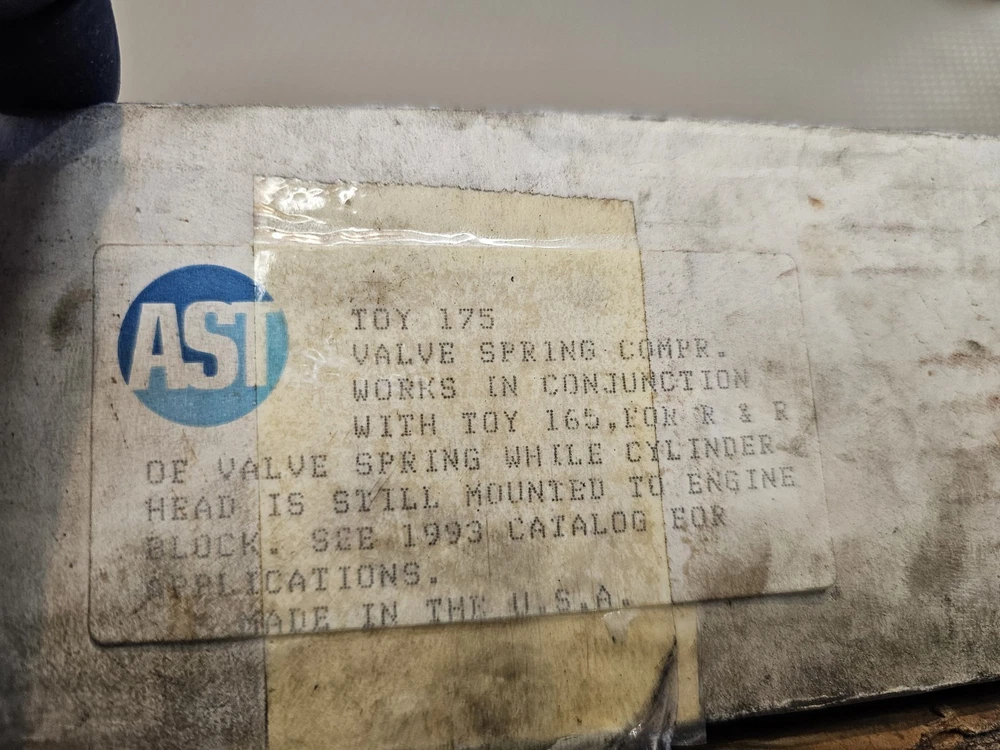 AST
TOY 175
VALVE SPRING COMPR.
WORKS IN CONJUNCTION
WITH TOY 165,FOR R & R
OF VALVE SPRING WHILE CYLINDER
HEAD IS STILL MOUNTED TO ENGINE
BLOCK. SEE 1993 CATALOG FOR
APPLICATIONS.
MADE IN THE U.S.A.